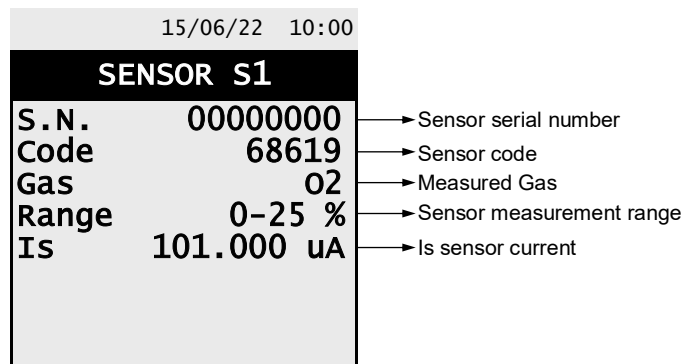 15/06/22 10:00
SENSOR S1
S.N. 00000000 Sensor serial number
Code 68619 Sensor code
Gas O2 Measured Gas
Range 0-25 % Sensor measurement range
Is 101.000 uA Is sensor current